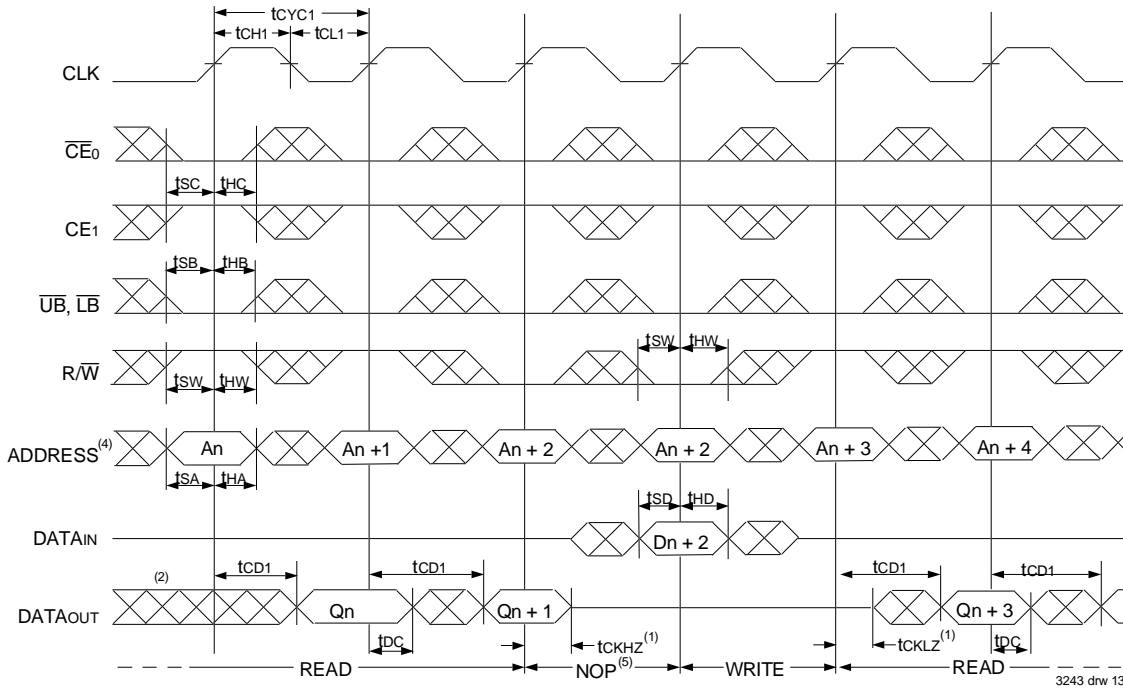 tCYC1
tCH1 tCL1
CLK
CE0
tSC tHC
CE1
tSB tHB
UB, LB
tSW tHW
R/W
tSW tHW
ADDRESS(4) An An +1 An + 2 An + 2 An + 3 An + 4
tSA tHA
tSD tHD
DATAIN Dn + 2
(2) tCD1 tCD1 tCD1 tCD1
DATAOUT Qn Qn + 1 Qn + 3
tDC tCKHZ(1) tCKLZ(1) tDC
READ NOP(5) WRITE READ
3243 drw 13